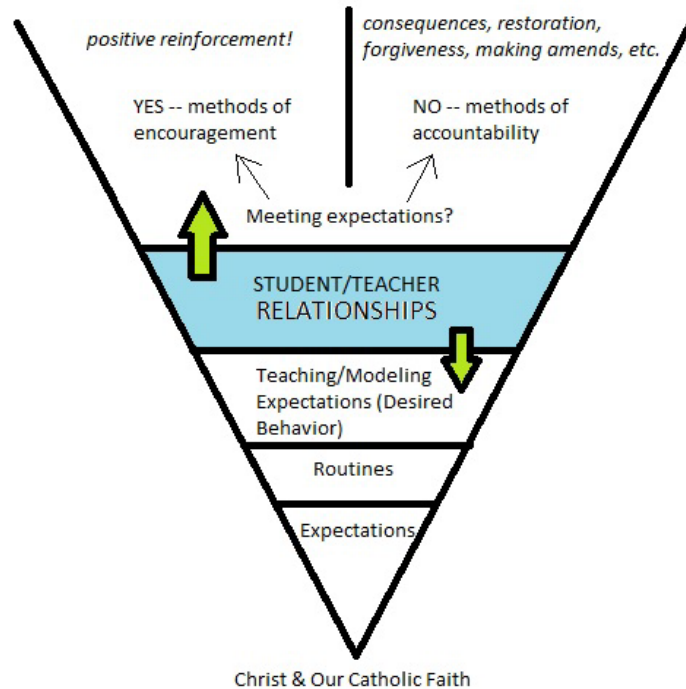 positive reinforcement!
consequences, restoration,
forgiveness, making amends, etc.
YES -- methods of
encouragement
NO -- methods of
accountability
Meeting expectations?
STUDENT/TEACHER
RELATIONSHIPS
Teaching/Modeling
Expectations (Desired
Behavior)
Routines
Expectations
Christ & Our Catholic Faith